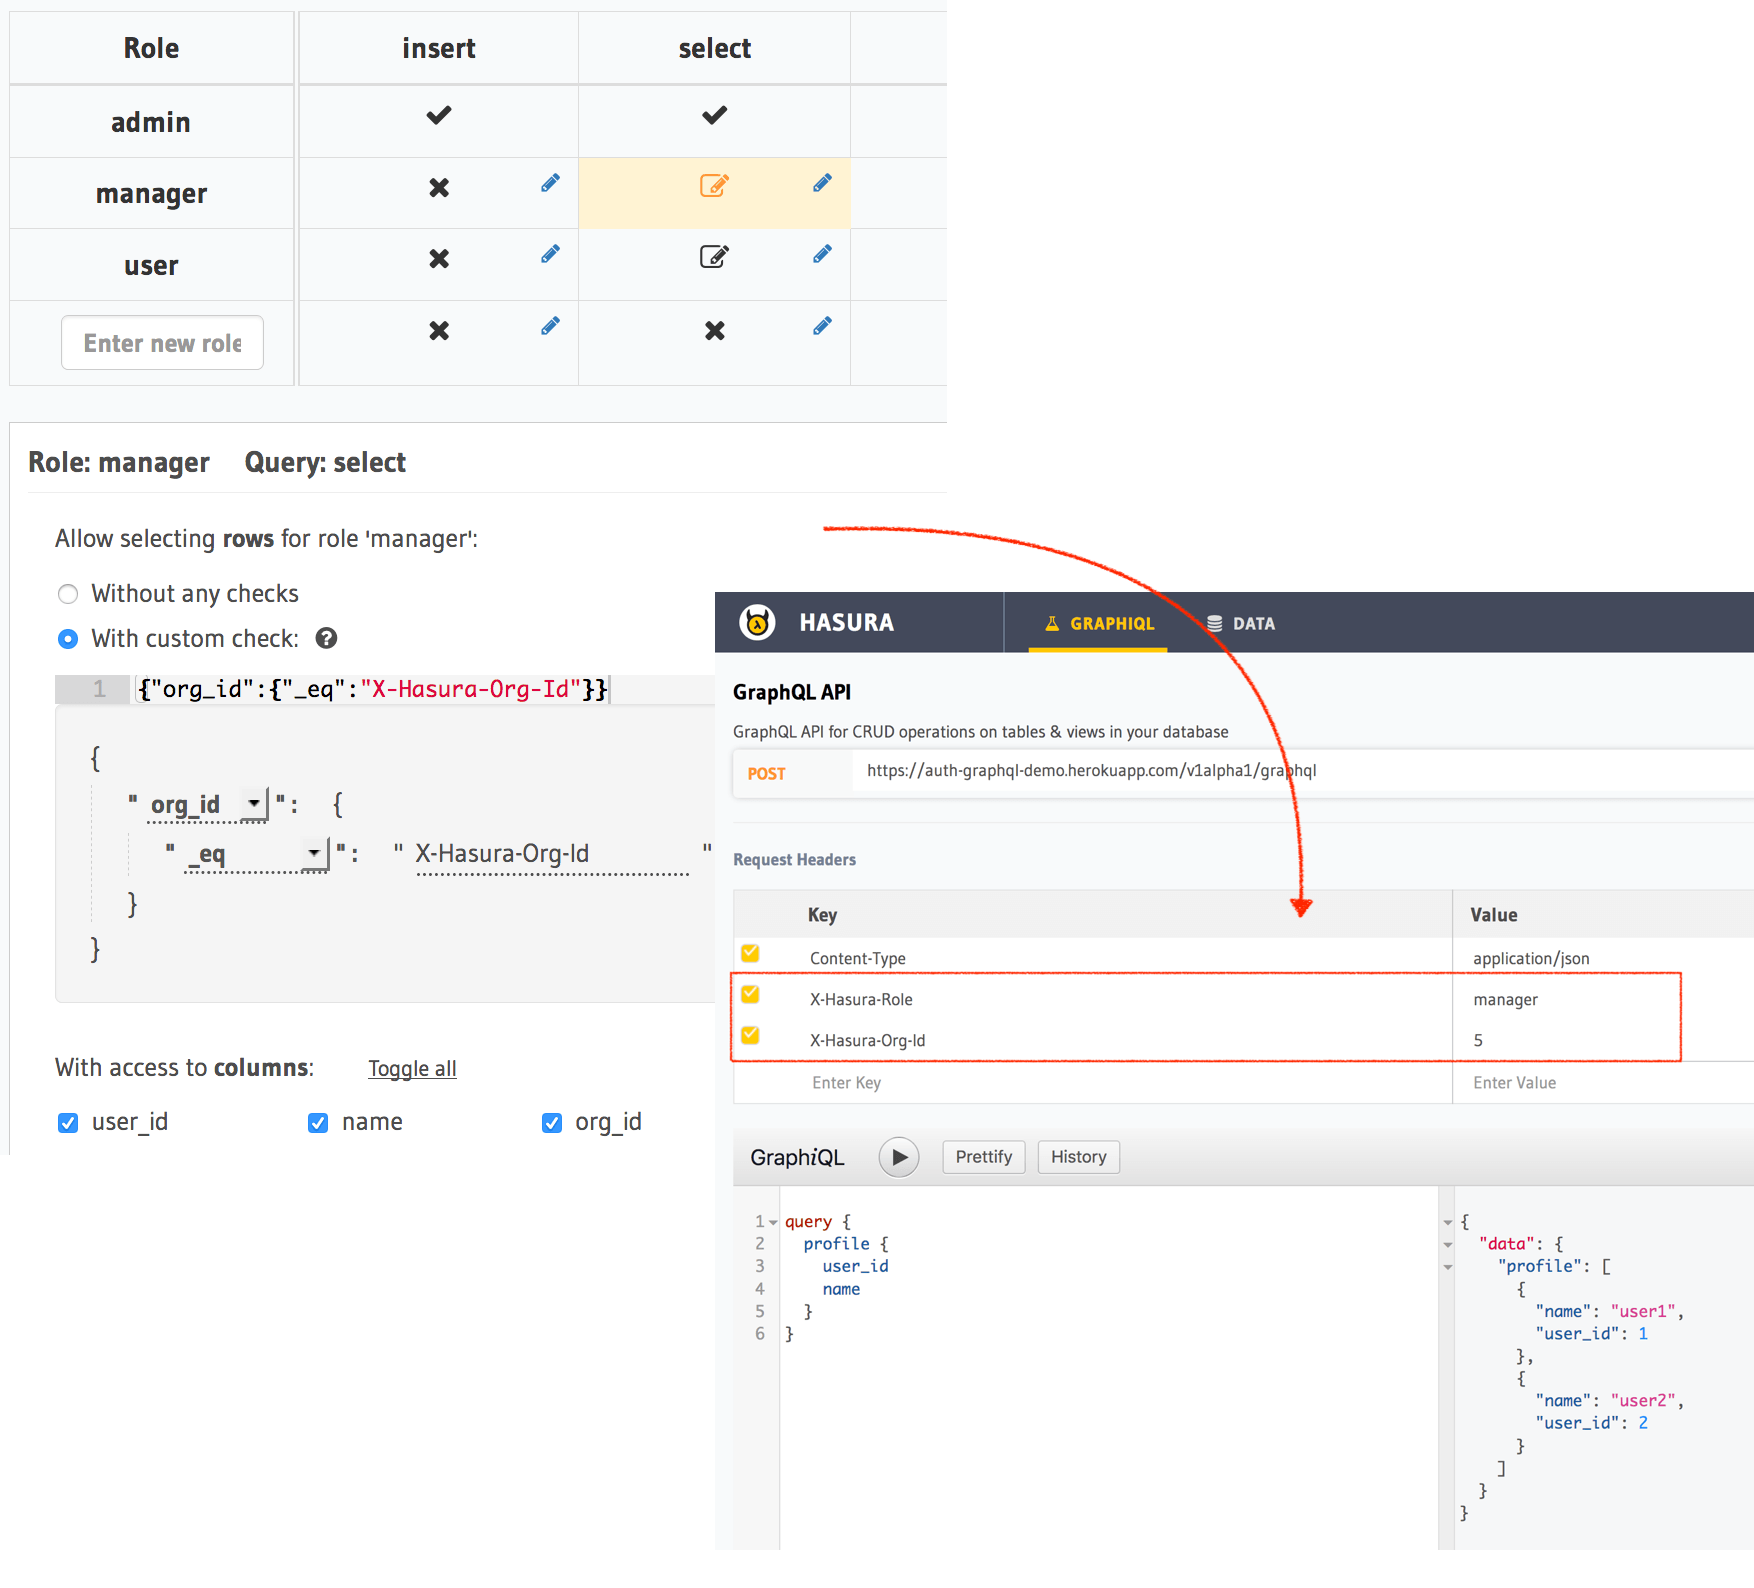 Role insert select
admin
manager
user
Enter new role
Role: manager Query: select
Allow selecting rows for role 'manager':
Without any checks
With custom check: ?
1 {"org_id":{"_eq":"X-Hasura-Org-Id"}}
{
" org_id ": {
" _eq ": " X-Hasura-Org-Id "
}
}
With access to columns: Toggle all
user_id name org_id
HASURA GRAPHIQL DATA
GraphQL API
GraphQL API for CRUD operations on tables & views in your database
POST https://auth-graphql-demo.herokuapp.com/v1alpha1/graphql
Request Headers
Key Value
Content-Type application/json
X-Hasura-Role manager
X-Hasura-Org-Id 5
Enter Key Enter Value
GraphiQL Prettify History
1 query {
2 profile {
3 user_id
4 name
5 }
6 }
{
"data": {
"profile": [
{
"name": "user1",
"user_id": 1
},
{
"name": "user2",
"user_id": 2
}
]
}
}